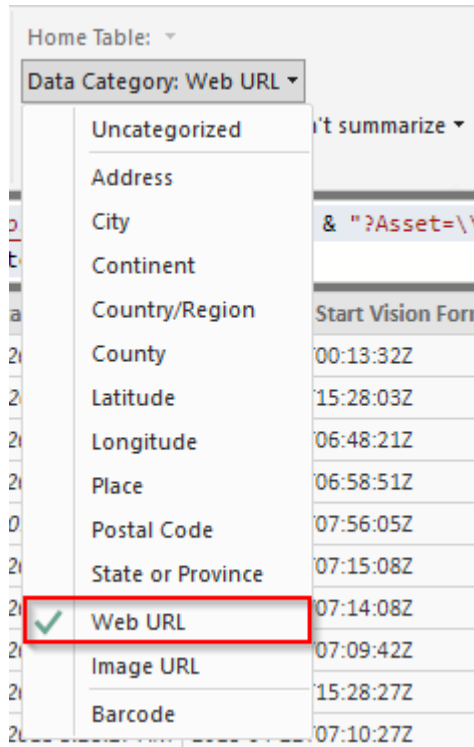 Home Table:
Data Category: Web URL
Uncategorized
't summarize
Address
City
& "?Asset=\
Continent
Country/Region
Start Vision Forr
County
00:13:32Z
Latitude
15:28:03Z
Longitude
06:48:21Z
Place
06:58:51Z
Postal Code
07:56:05Z
State or Province
07:15:08Z
Web URL
07:14:08Z
Image URL
07:09:42Z
15:28:27Z
Barcode
07:10:27Z